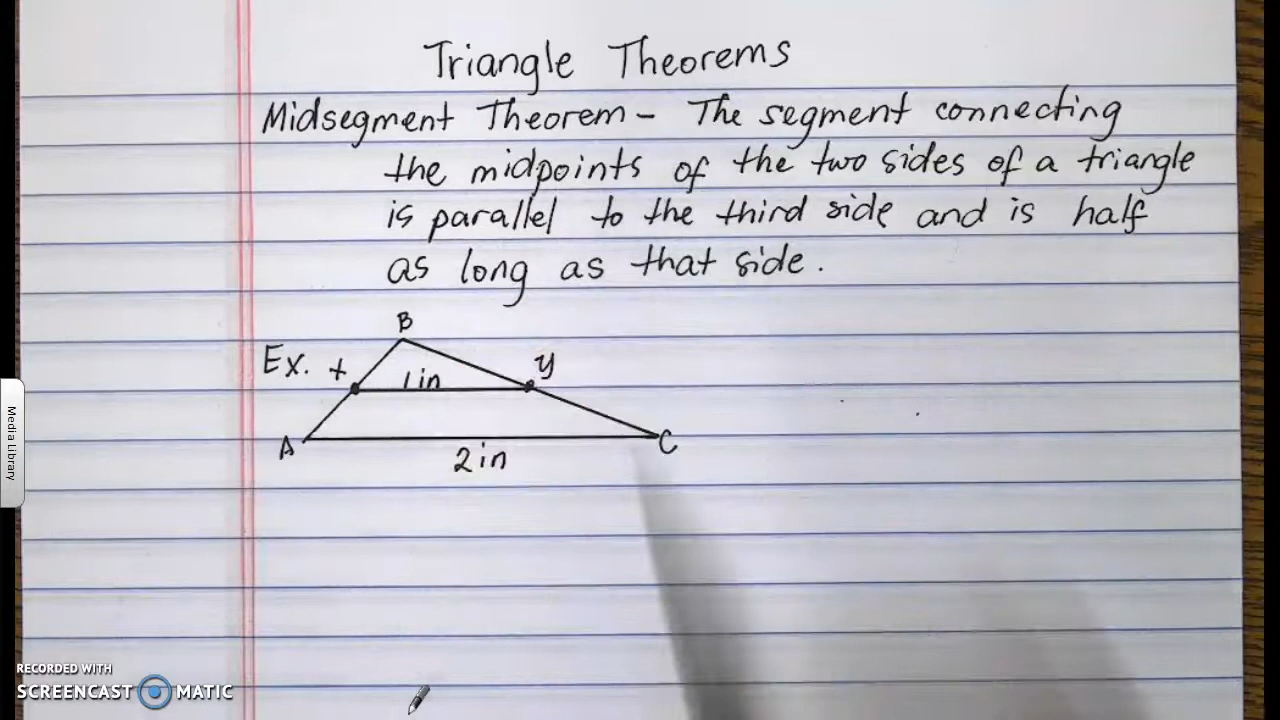 Triangle Theorems
Midsegment Theorem - The segment connecting
the midpoints of the two sides of a triangle
is parallel to the third side and is half
as long as that side.
B
Ex. + 1in y
A C
2in
Media Library
RECORDED WITH
SCREENCAST MATIC